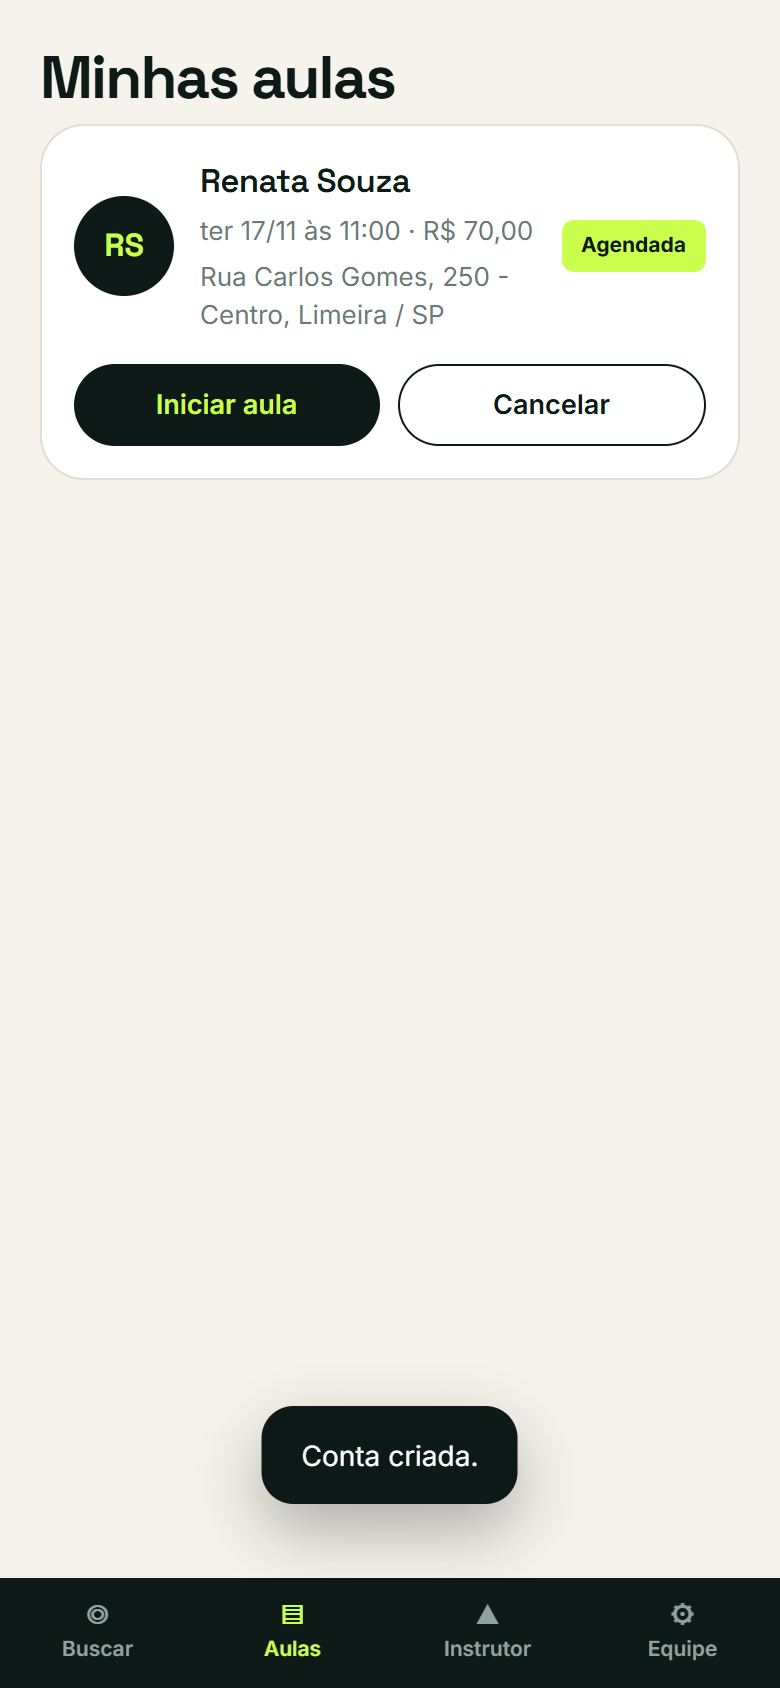 Minhas aulas
RS
Renata Souza
ter 17/11 às 11:00 · R$ 70,00
Rua Carlos Gomes, 250 -
Centro, Limeira / SP
Agendada
Iniciar aula
Cancelar
Conta criada.
Buscar
Aulas
Instrutor
Equipe